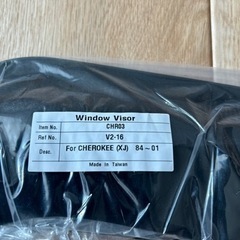 Window Visor
Item No. CHR03
Ref No. V2-16
Desc. For CHEROKEE (XJ) 84～01
Made In Taiwan